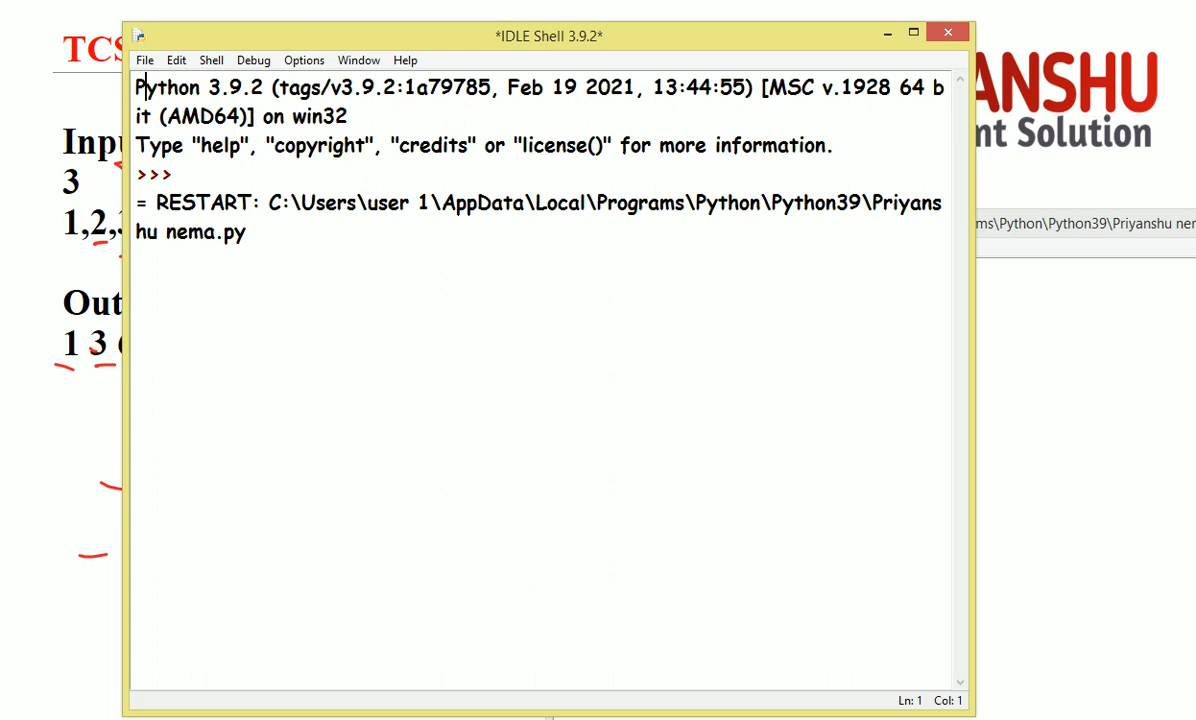 TCS
*IDLE Shell 3.9.2*
File Edit Shell Debug Options Window Help
Python 3.9.2 (tags/v3.9.2:1a79785, Feb 19 2021, 13:44:55) [MSC v.1928 64 b
it (AMD64)] on win32
Type "help", "copyright", "credits" or "license()" for more information.
>>>
= RESTART: C:\Users\user 1\AppData\Local\Programs\Python\Python39\Priyans
hu nema.py
ANSHU
nt Solution
Inpu
3
1,2,3
ms\Python\Python39\Priyanshu nem
Out
1 3
Ln: 1 Col: 1